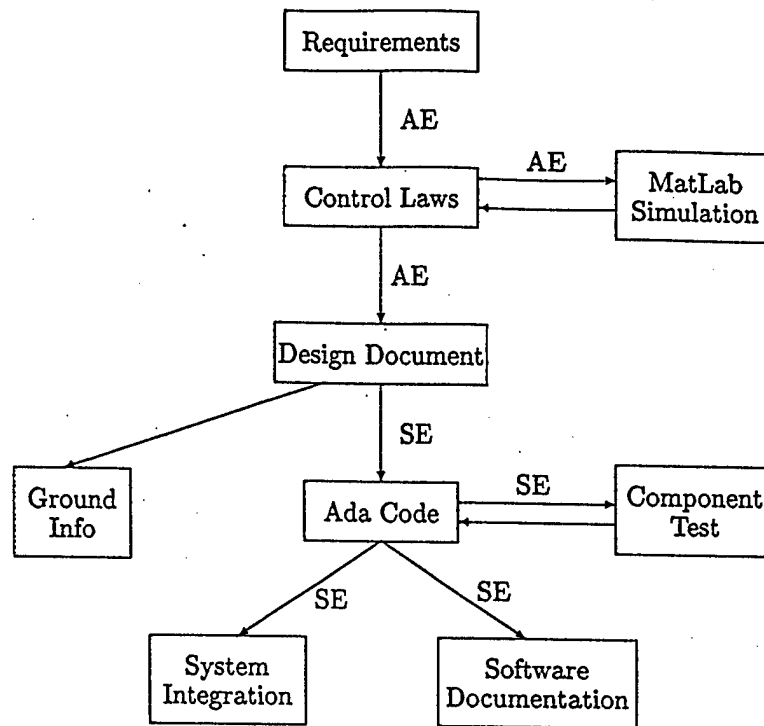 Requirements
AE
AE
Control Laws
MatLab
Simulation
AE
Design Document
SE
Ground
Info
Ada Code
SE
Component
Test
SE
SE
System
Integration
Software
Documentation